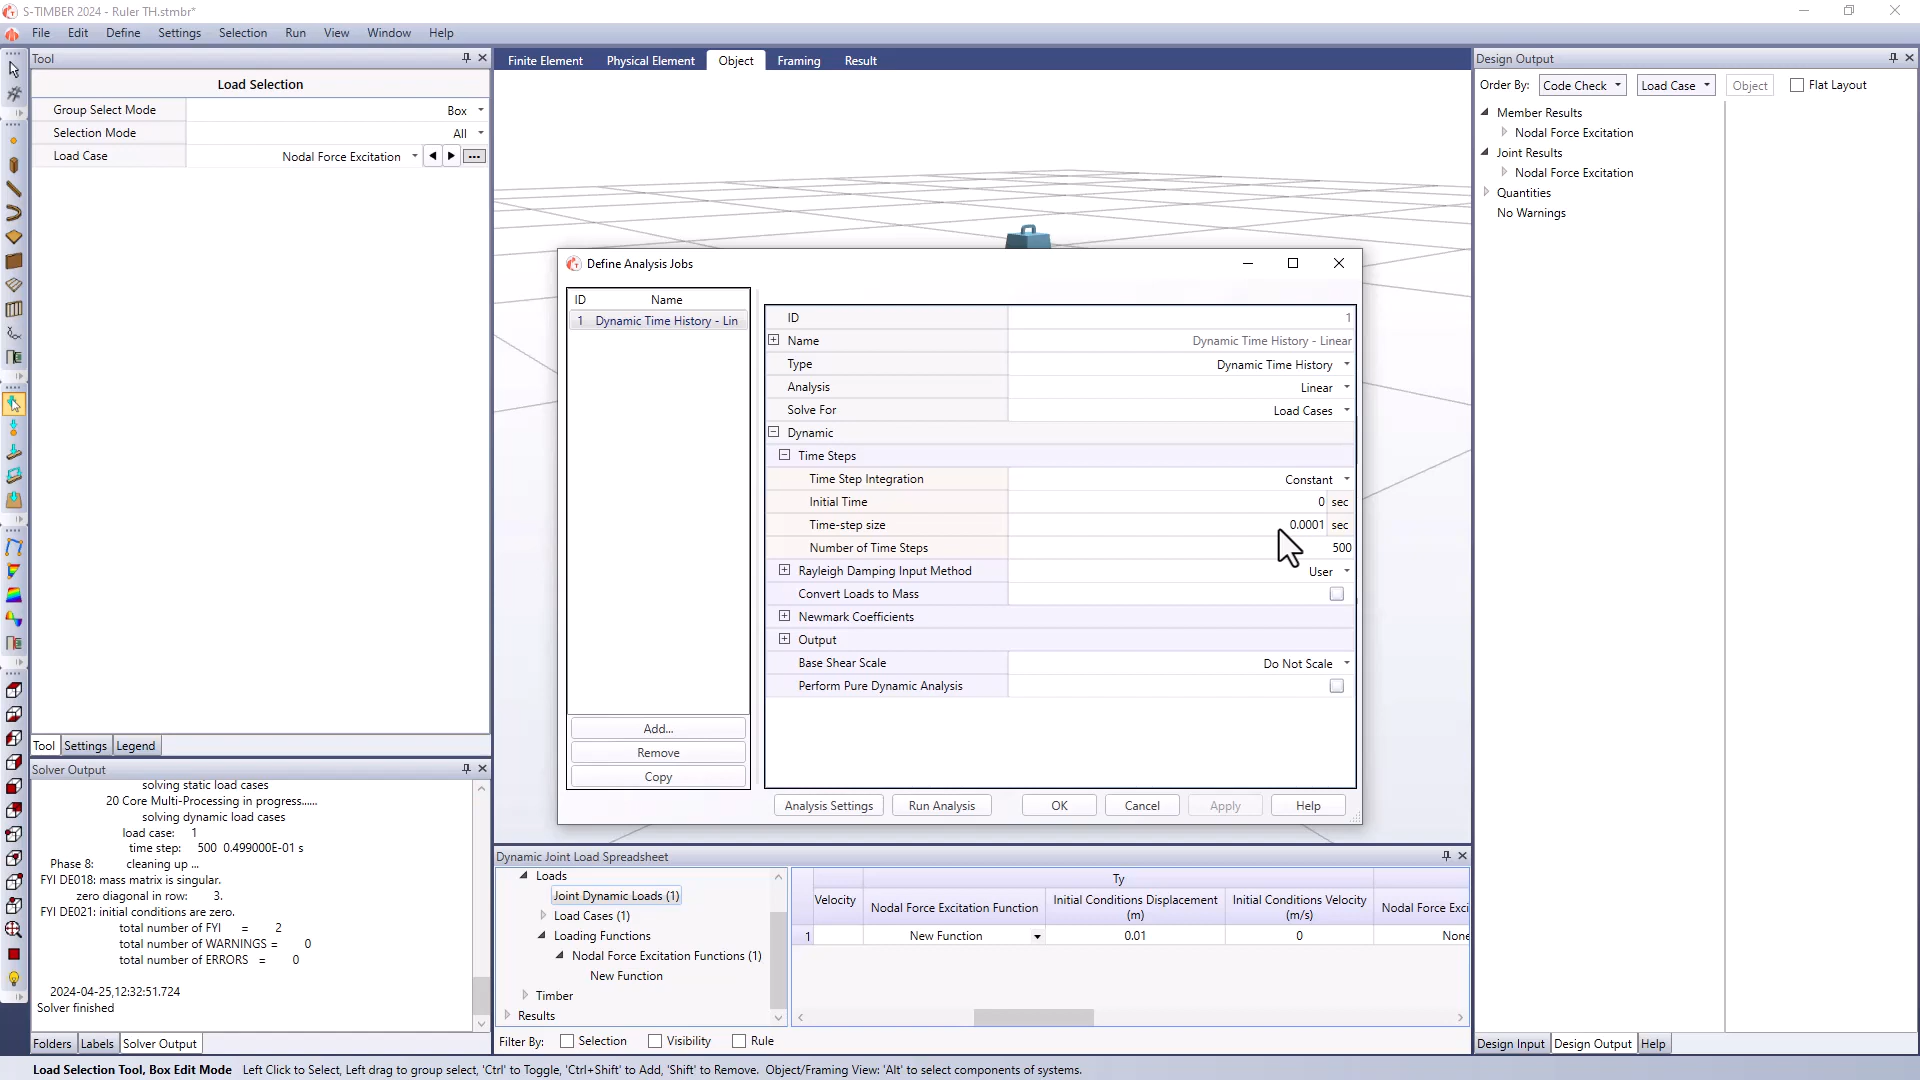 S-TIMBER 2024 - Ruler TH.stmbr*
File Edit Define Settings Selection Run View Window Help
Tool
Load Selection
Group Select Mode Box
Selection Mode All
Load Case Nodal Force Excitation ...
Tool Settings Legend
Solver Output
solving static load cases
20 Core Multi-Processing in progress......
solving dynamic load cases
load case: 1
time step: 500 0.499000E-01 s
Phase 8: cleaning up ...
FYI DE018: mass matrix is singular.
zero diagonal in row: 3.
FYI DE021: initial conditions are zero.
total number of FYI = 2
total number of WARNINGS = 0
total number of ERRORS = 0
2024-04-25,12:32:51.724
Solver finished
Folders Labels Solver Output
Finite Element Physical Element Object Framing Result
Define Analysis Jobs
ID Name
1 Dynamic Time History - Lin
Add...
Remove
Copy
ID 1
Name Dynamic Time History - Linear
Type Dynamic Time History
Analysis Linear
Solve For Load Cases
Dynamic
Time Steps
Time Step Integration Constant
Initial Time 0 sec
Time-step size 0.0001 sec
Number of Time Steps 500
Rayleigh Damping Input Method User
Convert Loads to Mass
Newmark Coefficients
Output
Base Shear Scale Do Not Scale
Perform Pure Dynamic Analysis
Analysis Settings Run Analysis OK Cancel Apply Help
Dynamic Joint Load Spreadsheet
Loads
Joint Dynamic Loads (1)
Load Cases (1)
Loading Functions
Nodal Force Excitation Functions (1)
New Function
Timber
Results
Filter By: Selection Visibility Rule
Ty
Velocity Nodal Force Excitation Function Initial Conditions Displacement (m) Initial Conditions Velocity (m/s) Nodal Force Exci
1 New Function 0.01 0 None
Design Output
Order By: Code Check Load Case Object Flat Layout
Member Results
Nodal Force Excitation
Joint Results
Nodal Force Excitation
Quantities
No Warnings
Design Input Design Output Help
Load Selection Tool, Box Edit Mode Left Click to Select, Left drag to group select, 'Ctrl' to Toggle, 'Ctrl+Shift' to Add, 'Shift' to Remove. Object/Framing View: 'Alt' to select components of systems.